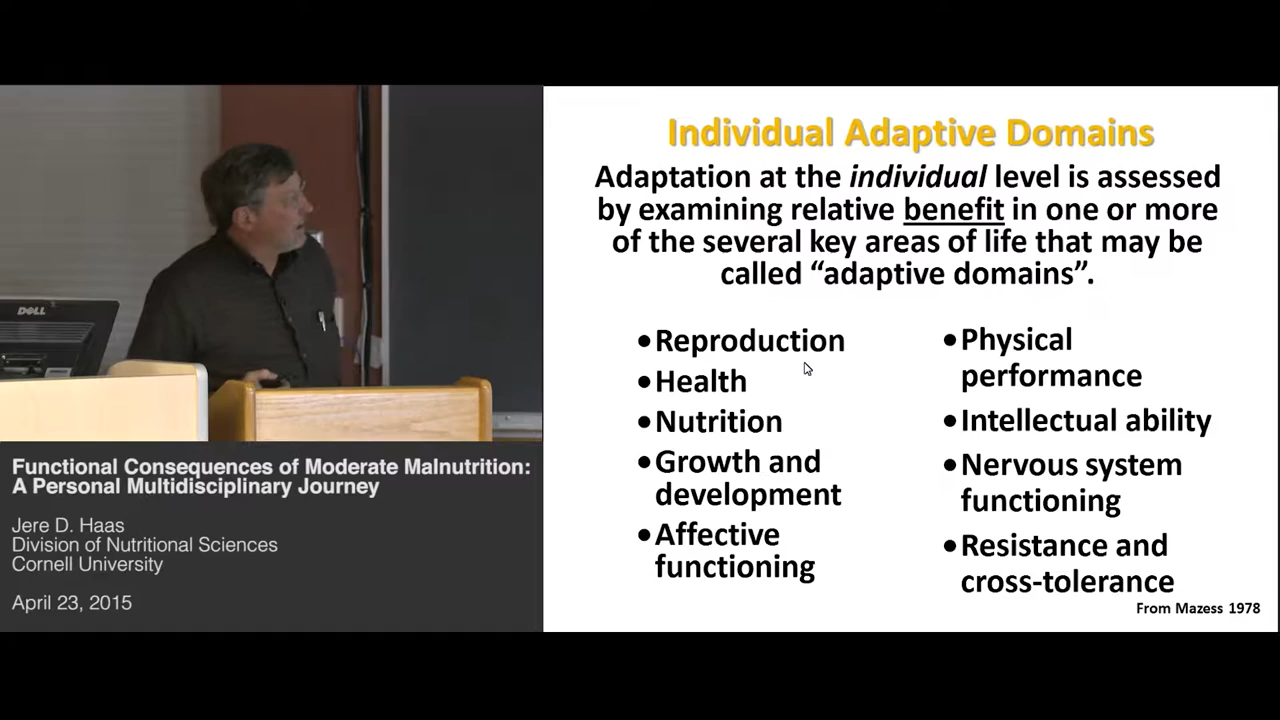 DELL
Functional Consequences of Moderate Malnutrition:
A Personal Multidisciplinary Journey
Jere D. Haas
Division of Nutritional Sciences
Cornell University
April 23, 2015
Individual Adaptive Domains
Adaptation at the individual level is assessed
by examining relative benefit in one or more
of the several key areas of life that may be
called “adaptive domains”.
•Reproduction
•Health
•Nutrition
•Growth and
development
•Affective
functioning
•Physical
performance
•Intellectual ability
•Nervous system
functioning
•Resistance and
cross-tolerance
From Mazess 1978